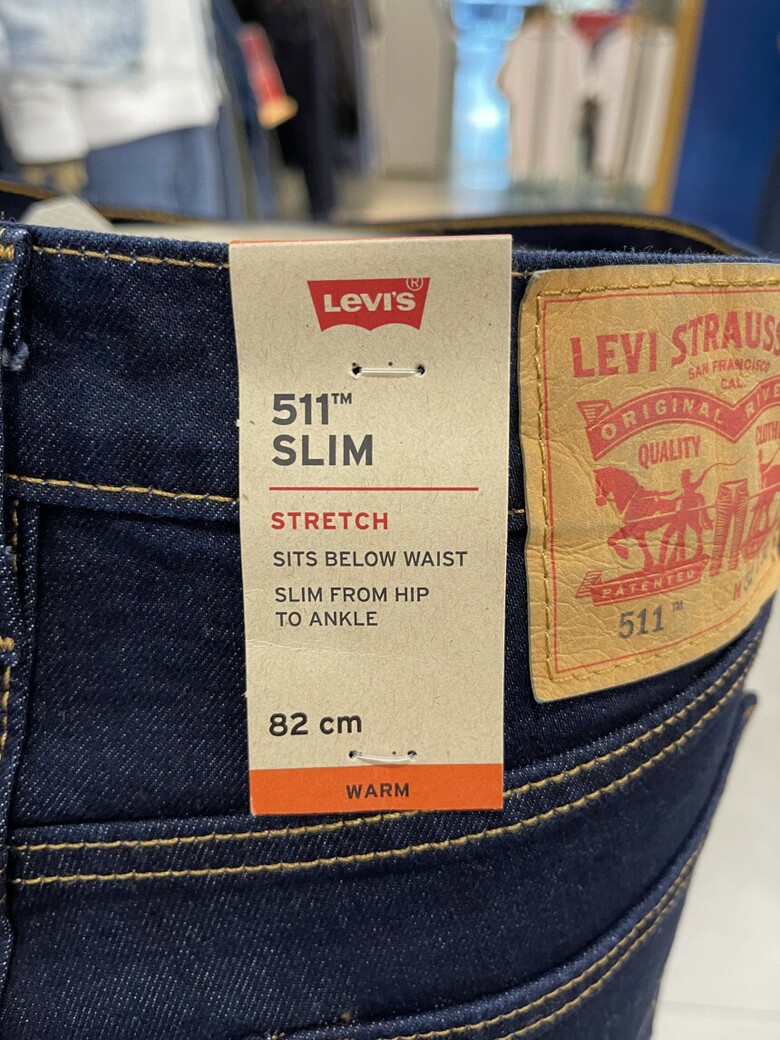 LEVI'S®
511™
SLIM
STRETCH
SITS BELOW WAIST
SLIM FROM HIP
TO ANKLE
82 cm
WARM
LEVI STRAUSS
SAN FRANCISCO
CAL.
ORIGINAL
QUALITY
PATENTED
511™